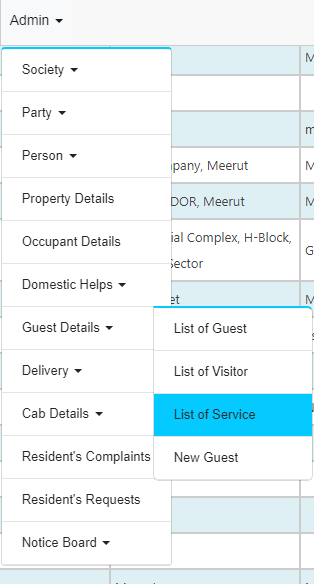 Admin
Society
M
Party
m
Person
pany, Meerut
M
Property Details
DOR, Meerut
M
Occupant Details
ial Complex, H-Block,
G
Sector
Domestic Helps
et
M
Guest Details
List of Guest
Delivery
List of Visitor
Cab Details
List of Service
Resident's Complaints
New Guest
Resident's Requests
Notice Board